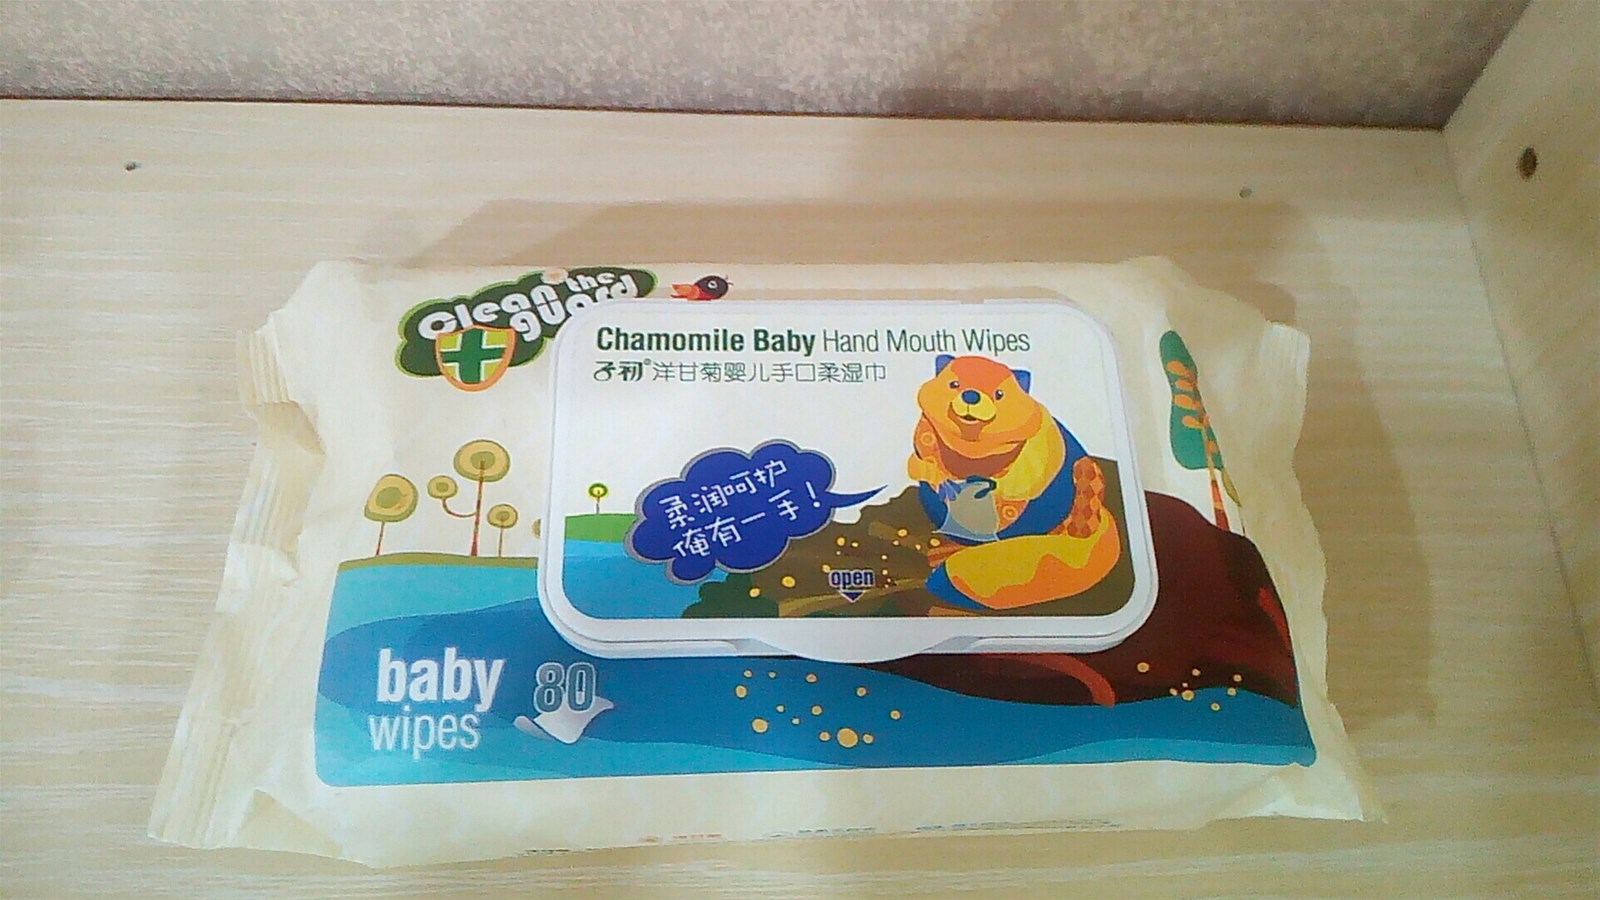 Clean the
guard
Chamomile Baby Hand Mouth Wipes
子初® 洋甘菊婴儿手口柔湿巾
柔润呵护
俺有一手！
open
baby
wipes
80